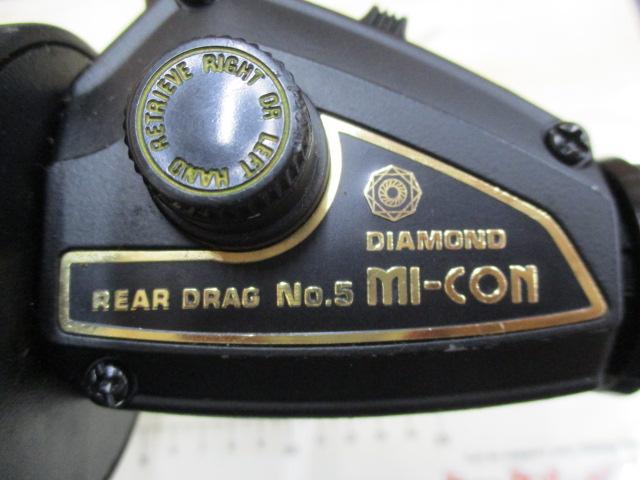 RETRIEVE RIGHT OR LEFT HAND
DIAMOND
REAR DRAG No.5 MI-CON